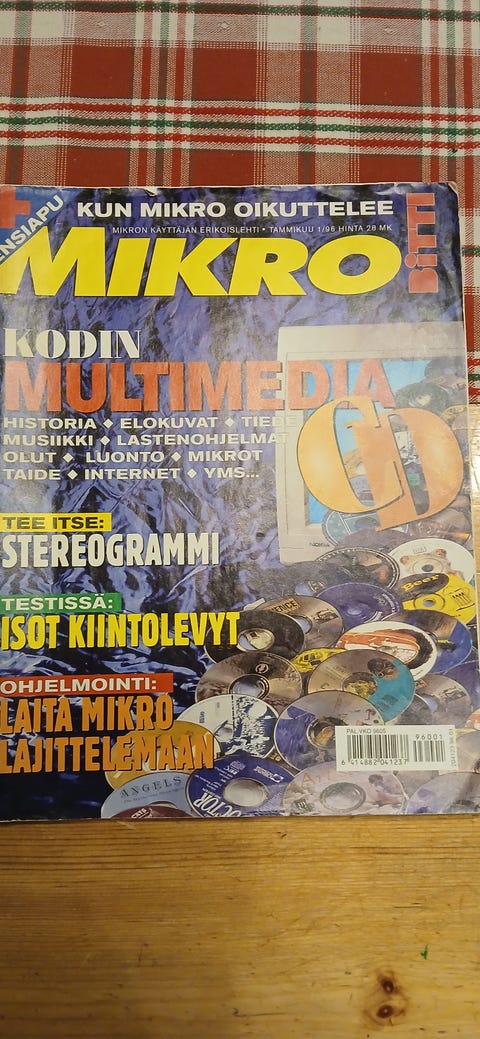 ENSIAPU
KUN MIKRO OIKUTTELEE
MIKRON KÄYTTÄJÄN ERIKOISLEHTI • TAMMIKUU 1/96 HINTA 28 MK
MIKRO
BITTI
KODIN
MULTIMEDIA
CD
HISTORIA ◆ ELOKUVAT ◆ TIEDE
MUSIIKKI ◆ LASTENOHJELMAT
OLUT ◆ LUONTO ◆ MIKROT
TAIDE ◆ INTERNET ◆ YMS...
NOKIA
TEE ITSE:
STEREOGRAMMI
Beer
TESTISSÄ:
ISOT KIINTOLEVYT
OHJELMOINTI:
LAITA MIKRO
LAJITTELEMAAN
PAL.VKO 9605
96001
6 414882 041237
ANGELS